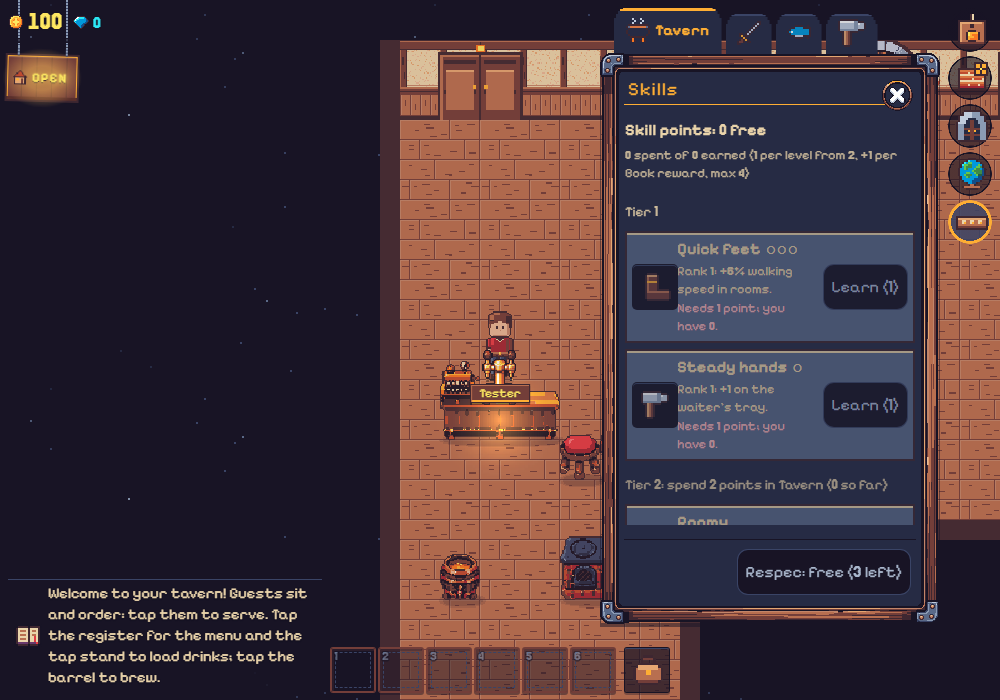 100 0
OPEN
Tavern
Skills
Skill points: 0 free
0 spent of 0 earned (1 per level from 2, +1 per
Book reward, max 4)
Tier 1
Quick feet
Rank 1: +6% walking
speed in rooms.
Needs 1 point; you
have 0.
Learn (1)
Steady hands
Rank 1: +1 on the
waiter's tray.
Needs 1 point; you
have 0.
Learn (1)
Tier 2: spend 2 points in Tavern (0 so far)
Roomy
Respec: Free (3 left)
Tester
Welcome to your tavern! Guests sit
and order: tap them to serve. Tap
the register for the menu and the
tap stand to load drinks; tap the
barrel to brew.
1 2 3 4 5 6